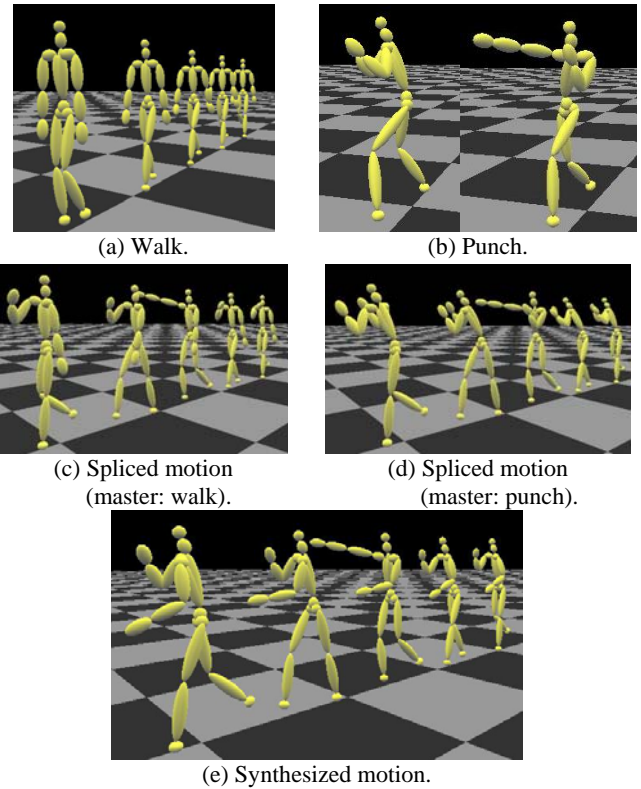 (a) Walk.
(b) Punch.
(c) Spliced motion
(master: walk).
(d) Spliced motion
(master: punch).
(e) Synthesized motion.